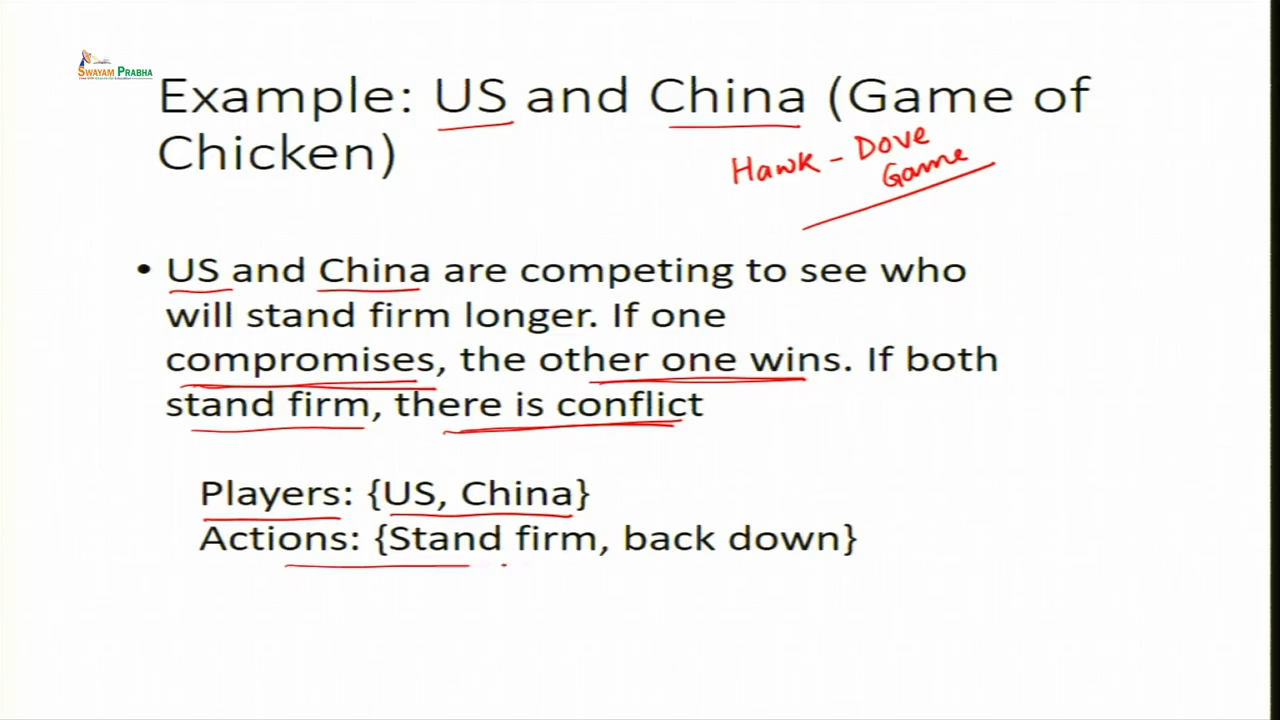 SWAYAM PRABHA
Example: US and China (Game of
Chicken)
Hawk - Dove
Game
• US and China are competing to see who
will stand firm longer. If one
compromises, the other one wins. If both
stand firm, there is conflict
Players: {US, China}
Actions: {Stand firm, back down}